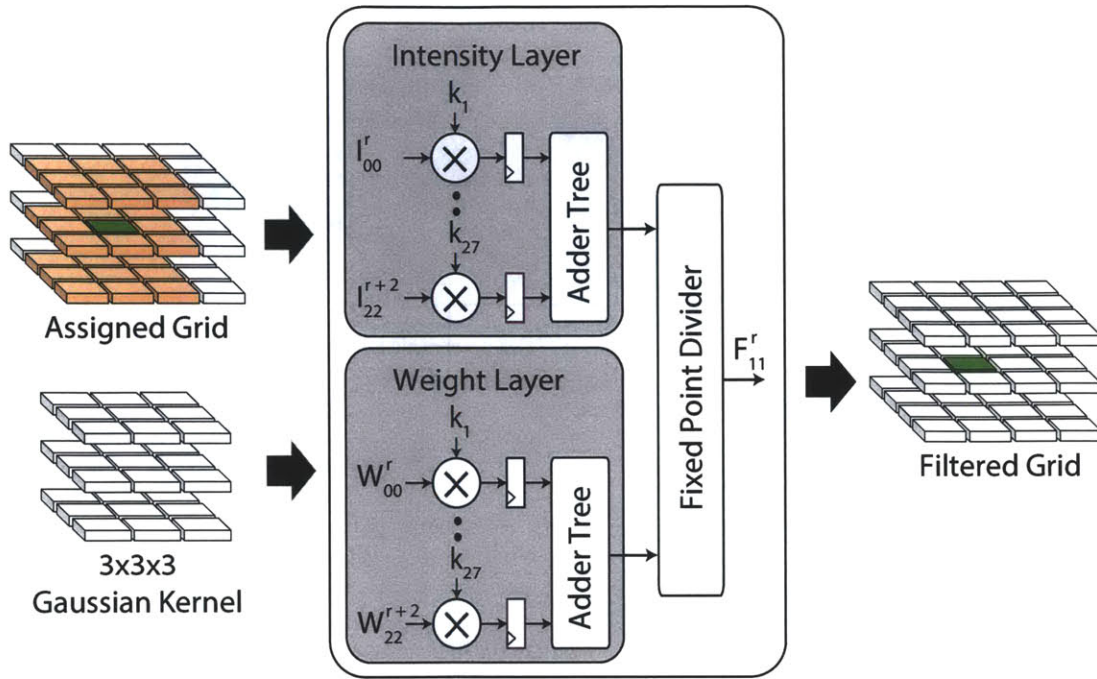 Assigned Grid
3x3x3
Gaussian Kernel
Intensity Layer
k₁
I₀₀ʳ
k₂₇
I₂₂ʳ⁺²
Adder Tree
Weight Layer
k₁
W₀₀ʳ
k₂₇
W₂₂ʳ⁺²
Adder Tree
Fixed Point Divider
F₁₁ʳ
Filtered Grid